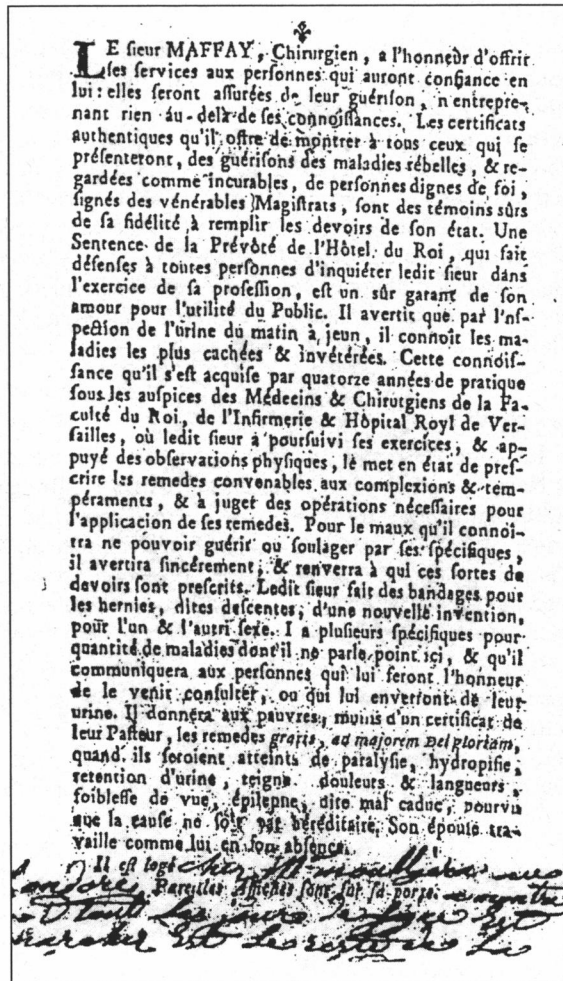 LE sieur MAFFAY, Chirurgien, a l'honneur d'offrir
ses services aux personnes qui auront confiance en
lui : elles seront assurées de leur guérison, n'entrepre-
nant rien au-delà de ses connoissances. Les certificats
authentiques qu'il offre de montrer à tous ceux qui se
présenteront, des guérisons des maladies rébelles, & re-
gardées comme incurables, de personnes dignes de foi,
signés des vénérables Magistrats, sont des témoins sûrs
de sa fidélité à remplir les devoirs de son état. Une
Sentence de la Prévôté de l'Hôtel du Roi, qui fait
défenses à toutes personnes d'inquiéter ledit sieur dans
l'exercice de sa profession, est un sûr garant de son
amour pour l'utilité du Public. Il avertit que par l'ns-
pection de l'urine du matin à jeun, il connoît les ma-
ladies les plus cachées & invétérées. Cette connois-
sance qu'il s'est acquise par quatorze années de pratique
sous les auspices des Médecins & Chirurgiens de la Fa-
culté du Roi, de l'Infirmerie & Hôpital Royl de Ver-
sailles, où ledit sieur a poursuivi ses exercices, & ap-
puyé des observations physiques, le met en état de pres-
crire les remedes convenables aux complexions & tem-
péraments, & à juger des opérations nécessaires pour
l'application de ses remedes. Pour le maux qu'il connoî-
tra ne pouvoir guérir ou soulager par ses spécifiques,
il avertira sincérement, & renverra à qui ces sortes de
devoirs sont prescrits. Ledit sieur fait des bandages pour
les hernies, dites descentes, d'une nouvelle invention,
pour l'un & l'autri sexe. I a plusieurs spécifiques pour
quantité de maladies dont il ne parle point ici, & qu'il
communiquera aux personnes qui lui feront l'honneur
de le venir consulter, ou qui lui enverront de leur
urine. Il donnera aux pauvres, munis d'un certificat de
leur Pasteur, les remedes gratis, ad majorem Dei gloriam,
quand ils seroient atteints de paralysie, hydropisie,
retention d'urine, teigne douleurs & langueurs,
foiblesse de vue, épilepne, dite mal caduc, pourvu
que la cause ne soit pas héréditaire. Son épouse tra-
vaille comme lui en son absence.
Il est logé chez Mr
Pareilles Affiches sont sur sa porte.
tout les jours
est le reste de la